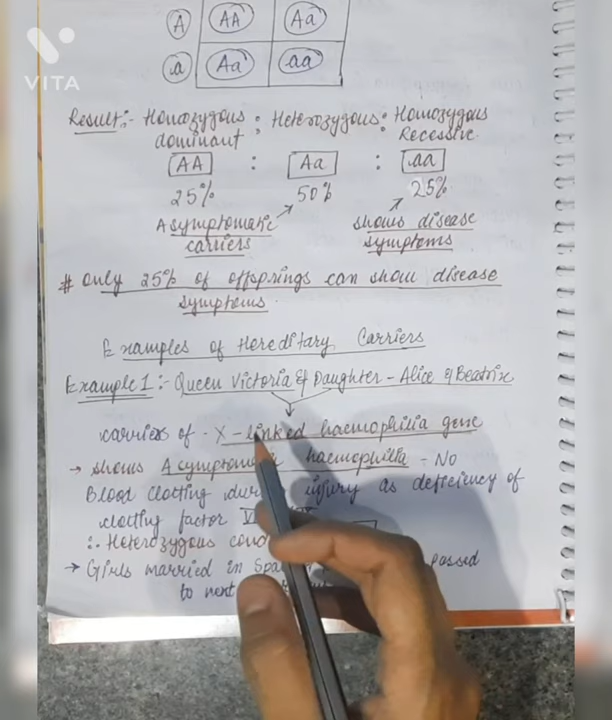 VITA
A AA Aa
a Aa aa
Result:- Homozygous : Heterozygous : Homozygous
dominant Recessive.
AA : Aa : aa
25% 50% 25%
Asymptomatic shows disease
carriers symptoms
# Only 25% of offsprings can show disease
symptoms.
Examples of Hereditary Carriers
Example 1:- Queen Victoria & Daughter - Alice & Beatrix
carriers of - X-linked haemophilia gene
→ shows Asymptomatic haemophilia - No
Blood Clotting injury as deficiency of
clotting factor
∴ Heterozygous
→ Girls married in passed
to next